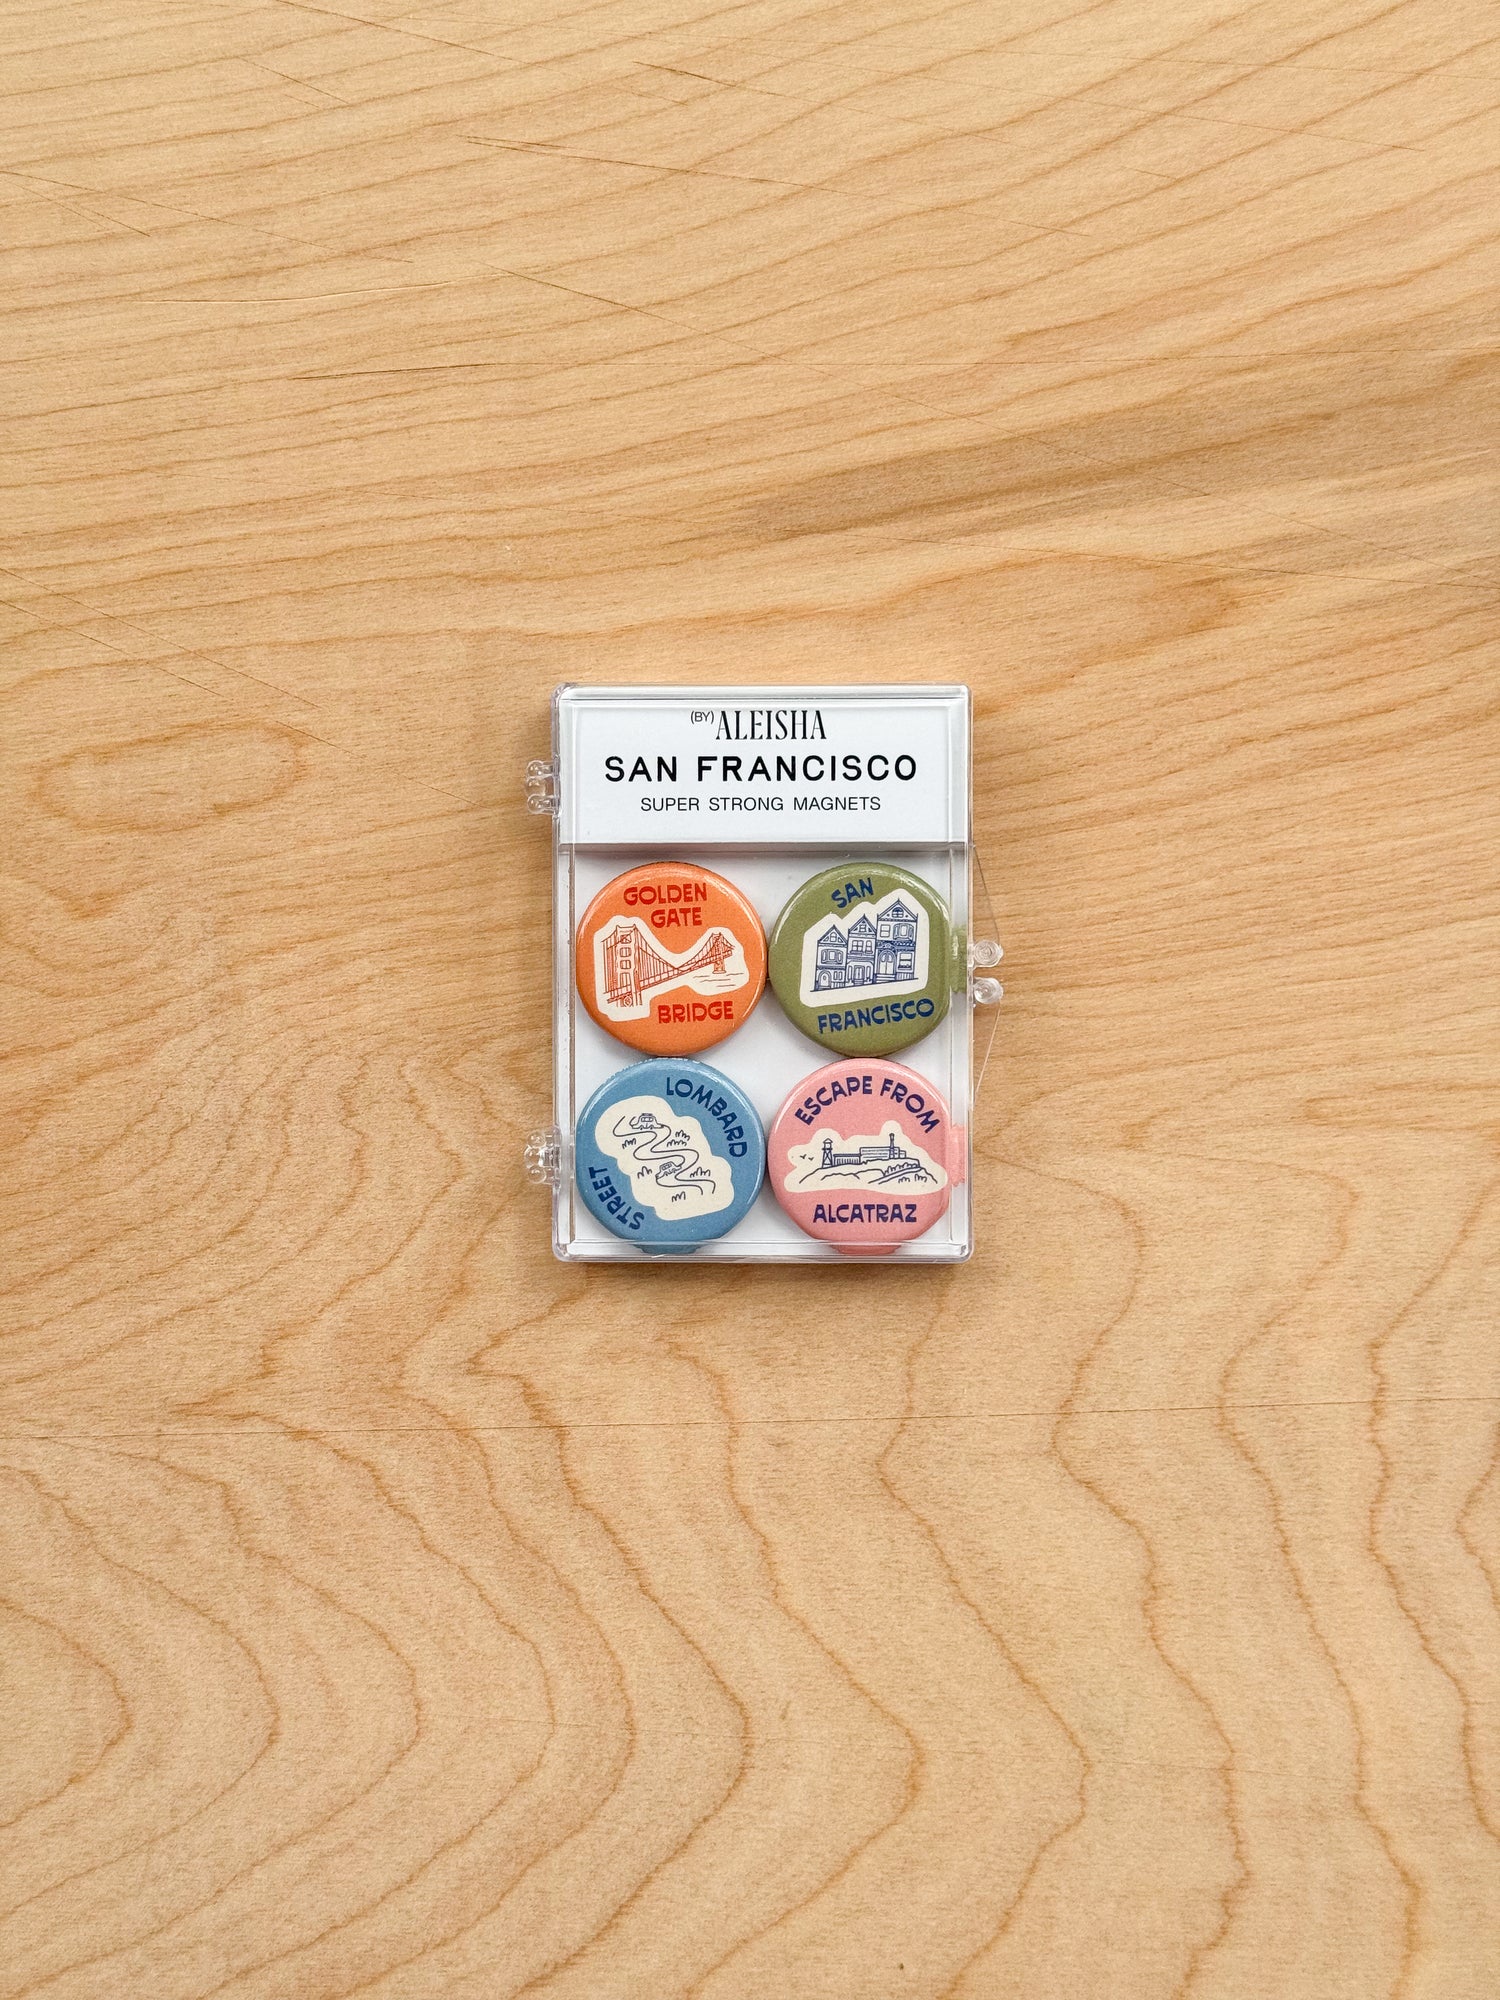 (BY) ALEISHA
SAN FRANCISCO
SUPER STRONG MAGNETS
GOLDEN
GATE
BRIDGE
SAN
FRANCISCO
LOMBARD
STREET
ESCAPE FROM
ALCATRAZ